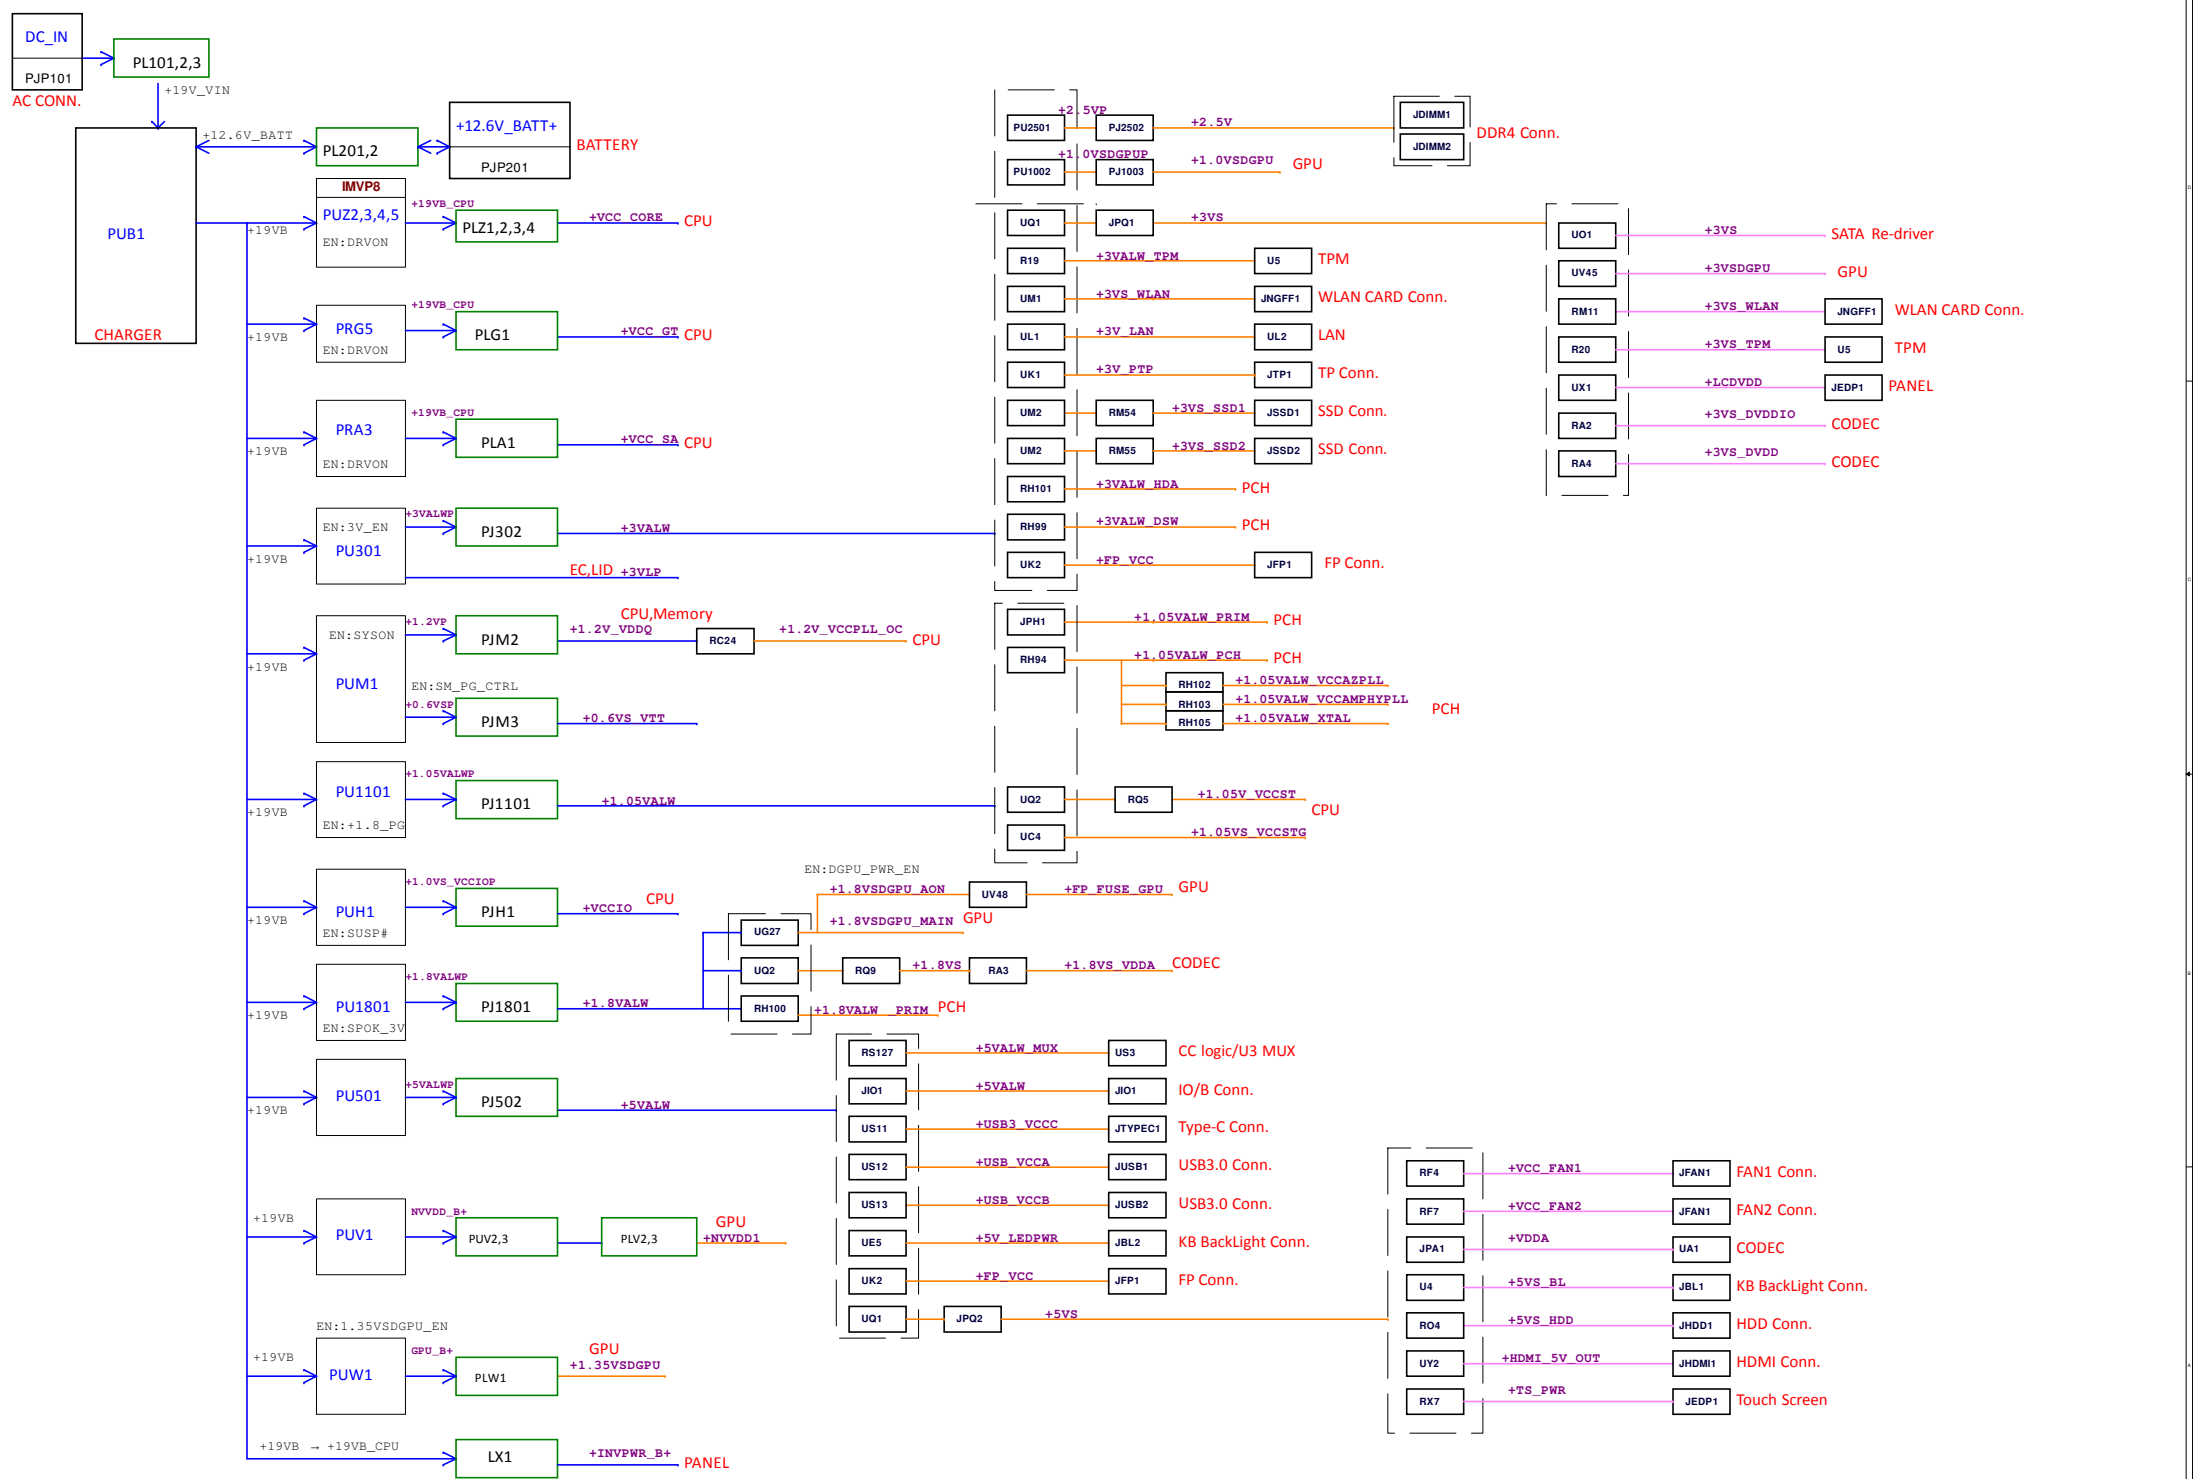 DC_IN
PJP101
AC CONN.
PL101,2,3
+19V_VIN
+12.6V_BATT
PL201,2
+12.6V_BATT+
PJP201
BATTERY
PUB1
CHARGER
IMVP8
PUZ2,3,4,5
EN:DRVON
+19VB
+19VB_CPU
PLZ1,2,3,4
+VCC_CORE
CPU
+19VB
PRG5
EN:DRVON
+19VB_CPU
PLG1
+VCC_GT
CPU
+19VB
PRA3
EN:DRVON
+19VB_CPU
PLA1
+VCC_SA
CPU
+19VB
EN:3V_EN
PU301
+3VALWP
PJ302
+3VALW
EC,LID +3VLP
+19VB
EN:SYSON
PUM1
+1.2VP
PJM2
CPU,Memory
+1.2V_VDDQ
RC24
+1.2V_VCCPLL_OC
CPU
EN:SM_PG_CTRL
+0.6VSP
PJM3
+0.6VS_VTT
+19VB
PU1101
EN:+1.8_PG
+1.05VALWP
PJ1101
+1.05VALW
+19VB
PUH1
EN:SUSP#
+1.0VS_VCCIOP
PJH1
+VCCIO
CPU
+19VB
PU1801
EN:SPOK_3V
+1.8VALWP
PJ1801
+1.8VALW
EN:DGPU_PWR_EN
UG27
+1.8VSDGPU_AON
UV48
+FP_FUSE_GPU
GPU
+1.8VSDGPU_MAIN
GPU
UQ2
RQ9
+1.8VS
RA3
+1.8VS_VDDA
CODEC
RH100
+1.8VALW _PRIM
PCH
+19VB
PU501
+5VALWP
PJ502
+5VALW
RS127
+5VALW_MUX
US3
CC logic/U3 MUX
JIO1
+5VALW
JIO1
IO/B Conn.
US11
+USB3_VCCC
JTYPEC1
Type-C Conn.
US12
+USB_VCCA
JUSB1
USB3.0 Conn.
US13
+USB_VCCB
JUSB2
USB3.0 Conn.
UE5
+5V_LEDPWR
JBL2
KB BackLight Conn.
UK2
+FP_VCC
JFP1
FP Conn.
UQ1
JPQ2
+5VS
RF4
+VCC_FAN1
JFAN1
FAN1 Conn.
RF7
+VCC_FAN2
JFAN1
FAN2 Conn.
JPA1
+VDDA
UA1
CODEC
U4
+5VS_BL
JBL1
KB BackLight Conn.
RO4
+5VS_HDD
JHDD1
HDD Conn.
UY2
+HDMI_5V_OUT
JHDMI1
HDMI Conn.
RX7
+TS_PWR
JEDP1
Touch Screen
+19VB
PUV1
NVVDD_B+
PUV2,3
PLV2,3
GPU
+NVVDD1
EN:1.35VSDGPU_EN
+19VB
PUW1
GPU_B+
PLW1
GPU
+1.35VSDGPU
+19VB → +19VB_CPU
LX1
+INVPWR_B+
PANEL
+2.5VP
PU2501
PJ2502
+2.5V
JDIMM1
JDIMM2
DDR4 Conn.
+1.0VSDGPUP
PU1002
PJ1003
+1.0VSDGPU
GPU
UQ1
JPQ1
+3VS
R19
+3VALW_TPM
U5
TPM
UM1
+3VS_WLAN
JNGFF1
WLAN CARD Conn.
UL1
+3V_LAN
UL2
LAN
UK1
+3V_PTP
JTP1
TP Conn.
UM2
RM54
+3VS_SSD1
JSSD1
SSD Conn.
UM2
RM55
+3VS_SSD2
JSSD2
SSD Conn.
RH101
+3VALW_HDA
PCH
RH99
+3VALW_DSW
PCH
UK2
+FP_VCC
JFP1
FP Conn.
UO1
+3VS
SATA Re-driver
UV45
+3VSDGPU
GPU
RM11
+3VS_WLAN
JNGFF1
WLAN CARD Conn.
R20
+3VS_TPM
U5
TPM
UX1
+LCDVDD
JEDP1
PANEL
RA2
+3VS_DVDDIO
CODEC
RA4
+3VS_DVDD
CODEC
JPH1
+1.05VALW_PRIM
PCH
RH94
+1.05VALW_PCH
PCH
RH102
+1.05VALW_VCCAZPLL
RH103
+1.05VALW_VCCAMPHYPLL
RH105
+1.05VALW_XTAL
PCH
UQ2
RQ5
+1.05V_VCCST
CPU
UC4
+1.05VS_VCCSTG